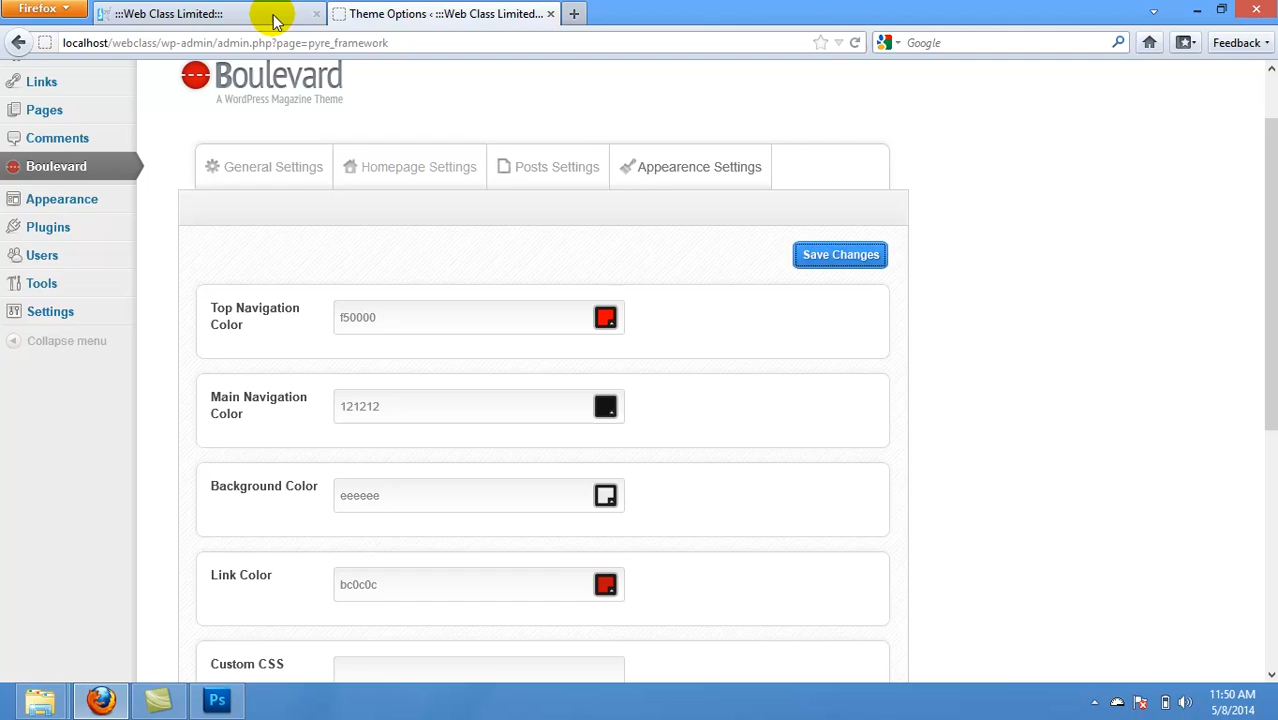 Firefox
:::Web Class Limited:::
Theme Options ‹ :::Web Class Limited...
localhost/webclass/wp-admin/admin.php?page=pyre_framework
Google
Feedback
Links
Pages
Comments
Boulevard
Appearance
Plugins
Users
Tools
Settings
Collapse menu
Boulevard
A WordPress Magazine Theme
General Settings
Homepage Settings
Posts Settings
Appearence Settings
Save Changes
Top Navigation
Color
f50000
Main Navigation
Color
121212
Background Color
eeeeee
Link Color
bc0c0c
Custom CSS
Ps
11:50 AM
5/8/2014